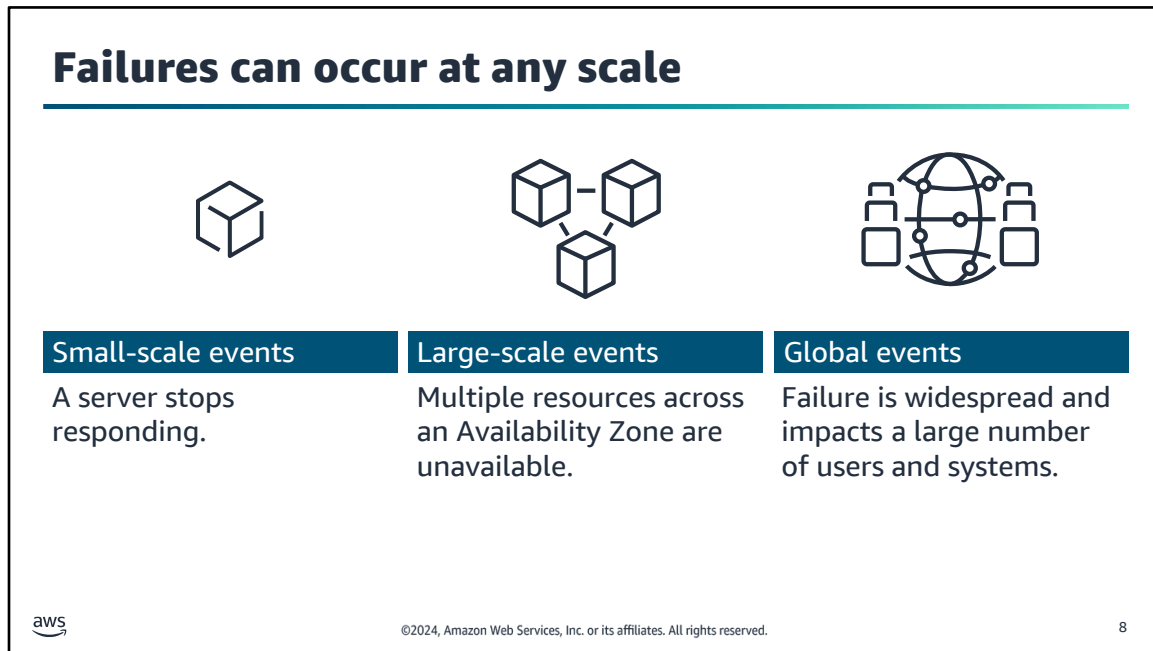 Failures can occur at any scale
Small-scale events
A server stops
responding.
Large-scale events
Multiple resources across
an Availability Zone are
unavailable.
Global events
Failure is widespread and
impacts a large number
of users and systems.
aws
©2024, Amazon Web Services, Inc. or its affiliates. All rights reserved.
8